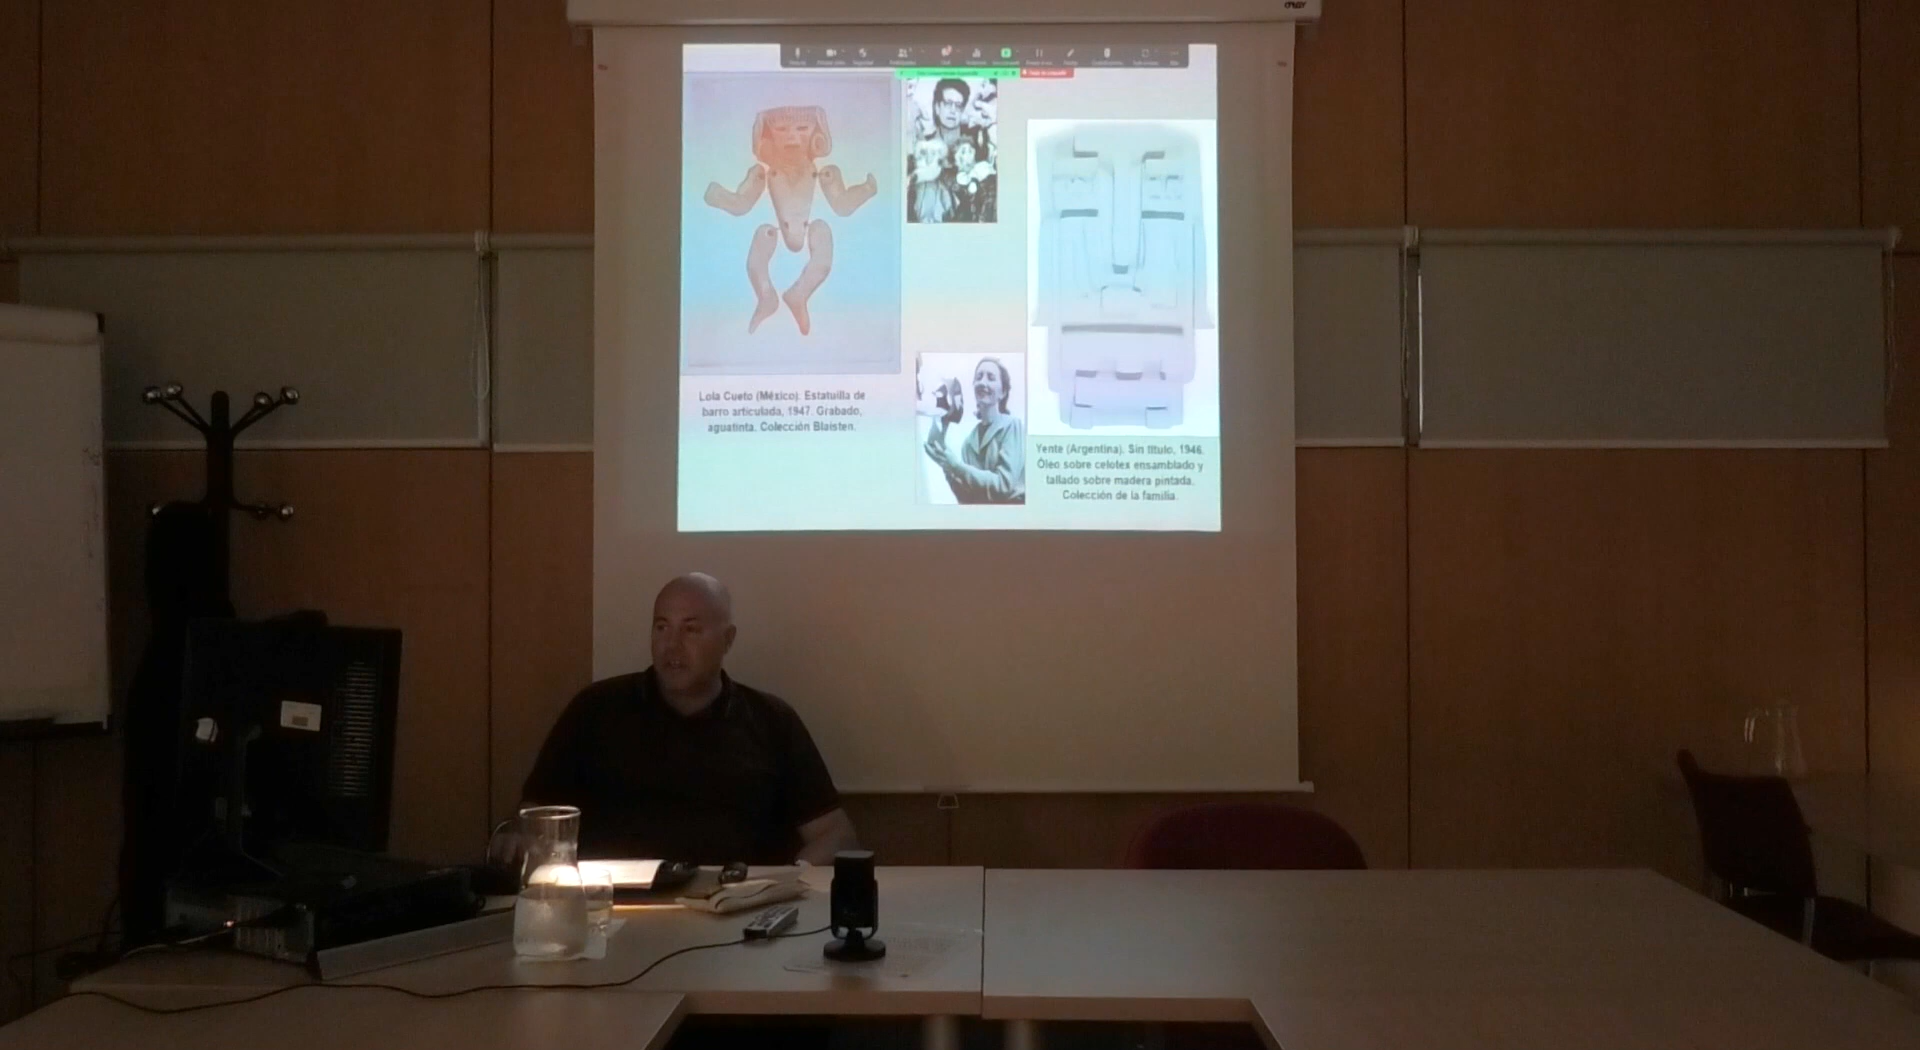 Lola Cueto (México). Estatuilla de
barro articulada, 1947. Grabado,
aguatinta. Colección Blaisten.
Yente (Argentina). Sin título, 1946.
Óleo sobre celotex ensamblado y
tallado sobre madera pintada.
Colección de la familia.